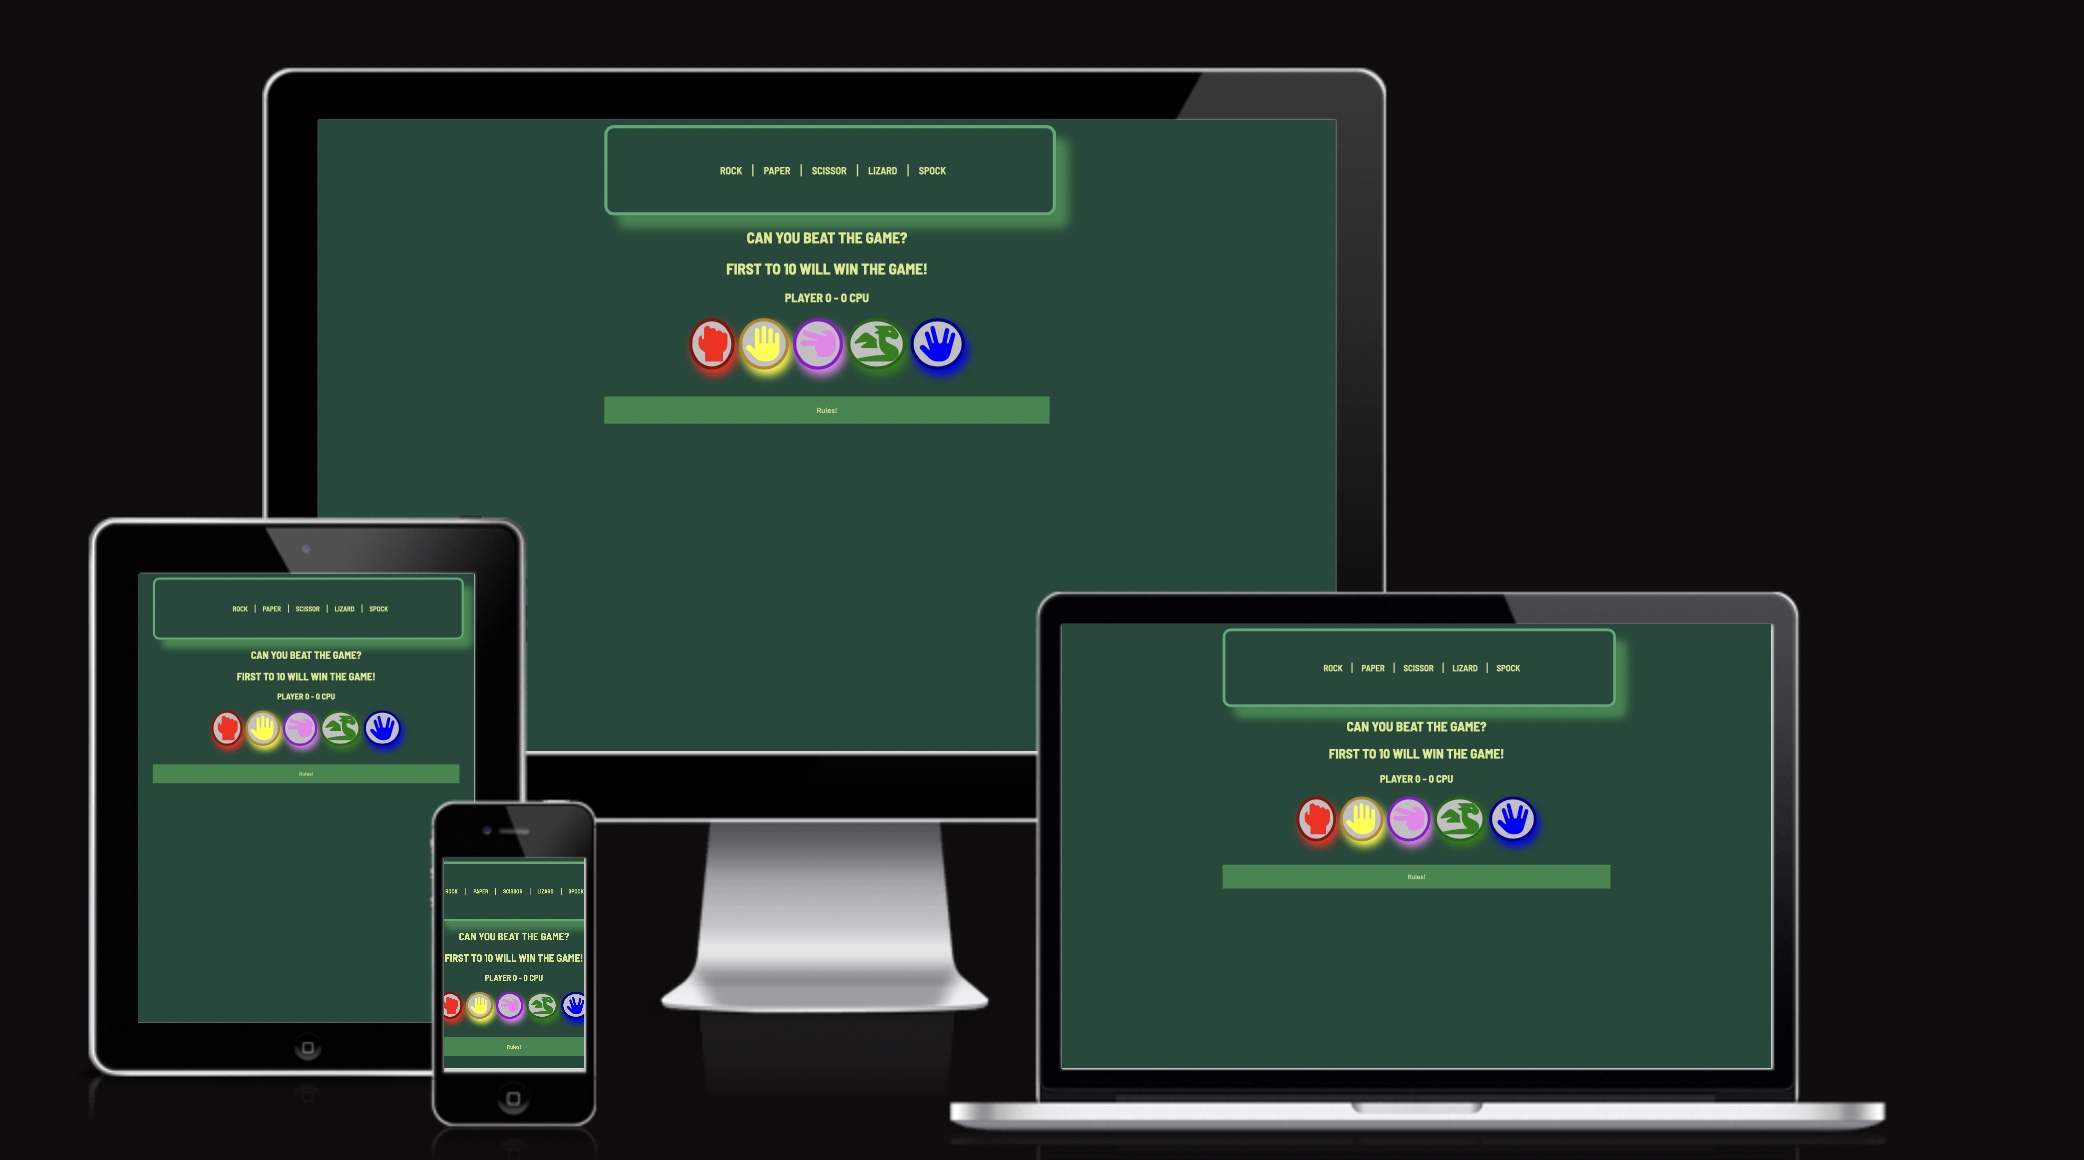 ROCK | PAPER | SCISSOR | LIZARD | SPOCK
CAN YOU BEAT THE GAME?
FIRST TO 10 WILL WIN THE GAME!
PLAYER 0 - 0 CPU
Rules!
ROCK | PAPER | SCISSOR | LIZARD | SPOCK
CAN YOU BEAT THE GAME?
FIRST TO 10 WILL WIN THE GAME!
PLAYER 0 - 0 CPU
Rules!
ROCK | PAPER | SCISSOR | LIZARD | SPOCK
CAN YOU BEAT THE GAME?
FIRST TO 10 WILL WIN THE GAME!
PLAYER 0 - 0 CPU
Rules!
ROCK | PAPER | SCISSOR | LIZARD | SPOCK
CAN YOU BEAT THE GAME?
FIRST TO 10 WILL WIN THE GAME!
PLAYER 0 - 0 CPU
Rules!